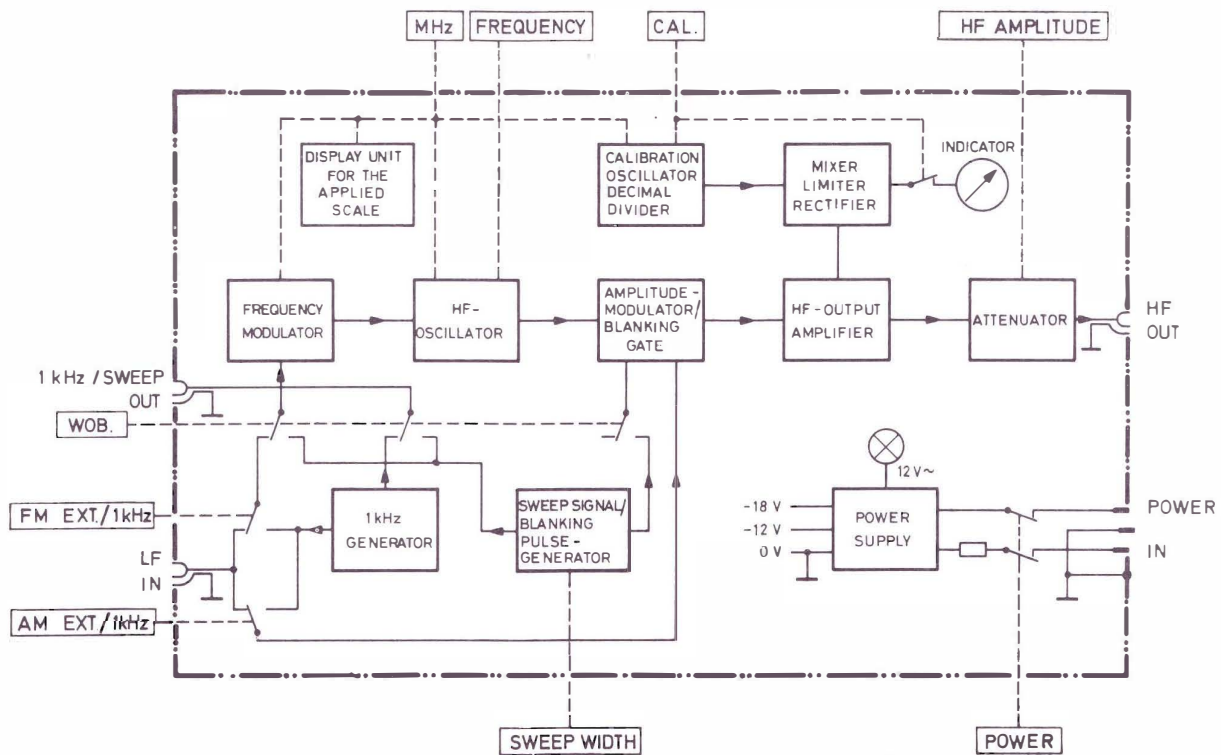 MHz
FREQUENCY
CAL.
HF AMPLITUDE
DISPLAY UNIT
FOR THE
APPLIED
SCALE
CALIBRATION
OSCILLATOR
DECIMAL
DIVIDER
MIXER
LIMITER
RECTIFIER
INDICATOR
FREQUENCY
MODULATOR
HF-
OSCILLATOR
AMPLITUDE-
MODULATOR/
BLANKING
GATE
HF-OUTPUT
AMPLIFIER
ATTENUATOR
HF
OUT
1kHz/SWEEP
OUT
WOB.
FM EXT./1kHz
LF
IN
AM EXT./1kHz
1kHz
GENERATOR
SWEEP SIGNAL/
BLANKING
PULSE-
GENERATOR
12V~
-18 V
-12 V
0 V
POWER
SUPPLY
POWER
IN
SWEEP WIDTH
POWER